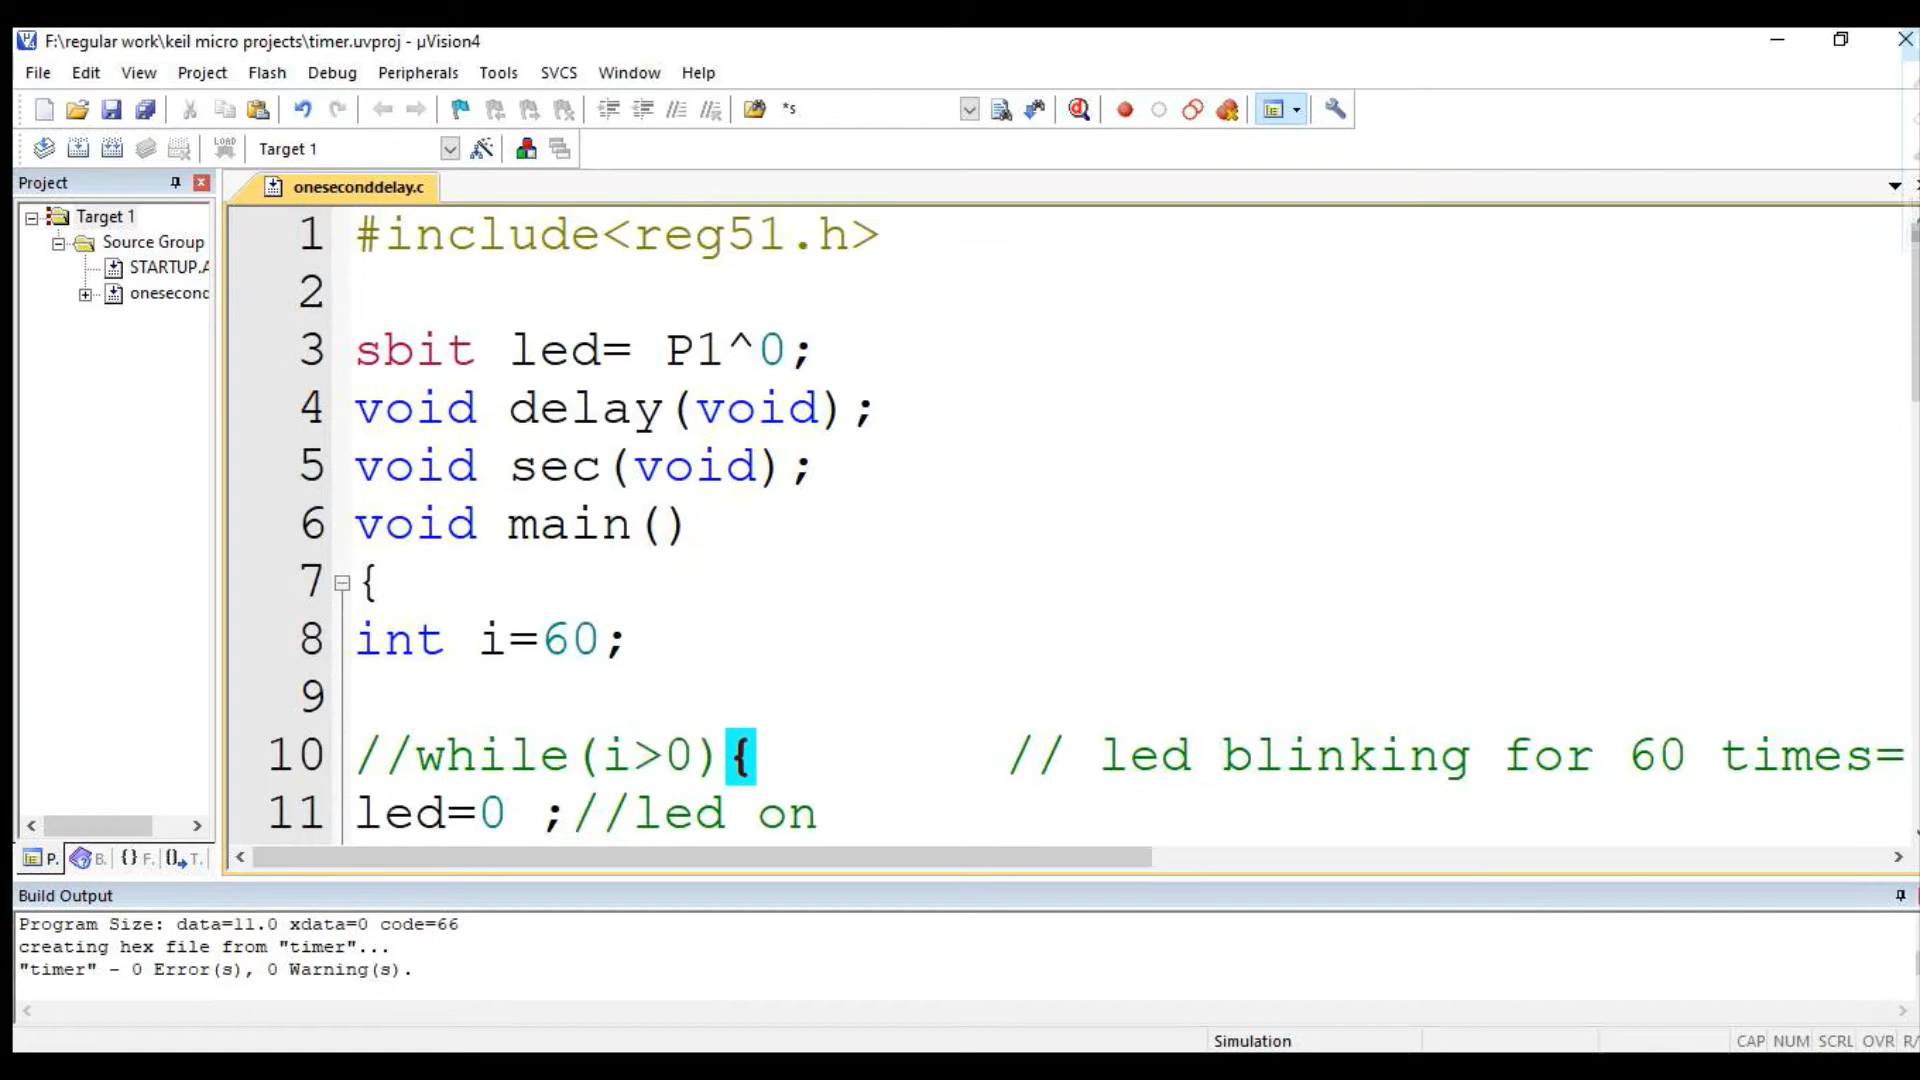 F:\regular work\keil micro projects\timer.uvproj - µVision4
File Edit View Project Flash Debug Peripherals Tools SVCS Window Help
*s
LOAD Target 1
Project
oneseconddelay.c
Target 1
Source Group
STARTUP.A
onesecond
1 #include<reg51.h>
2
3 sbit led= P1^0;
4 void delay(void);
5 void sec(void);
6 void main()
7 {
8 int i=60;
9
10 //while(i>0){ // led blinking for 60 times=
11 led=0 ;//led on
P. B. {} F. T.
Build Output
Program Size: data=11.0 xdata=0 code=66
creating hex file from "timer"...
"timer" - 0 Error(s), 0 Warning(s).
Simulation CAP NUM SCRL OVR R/